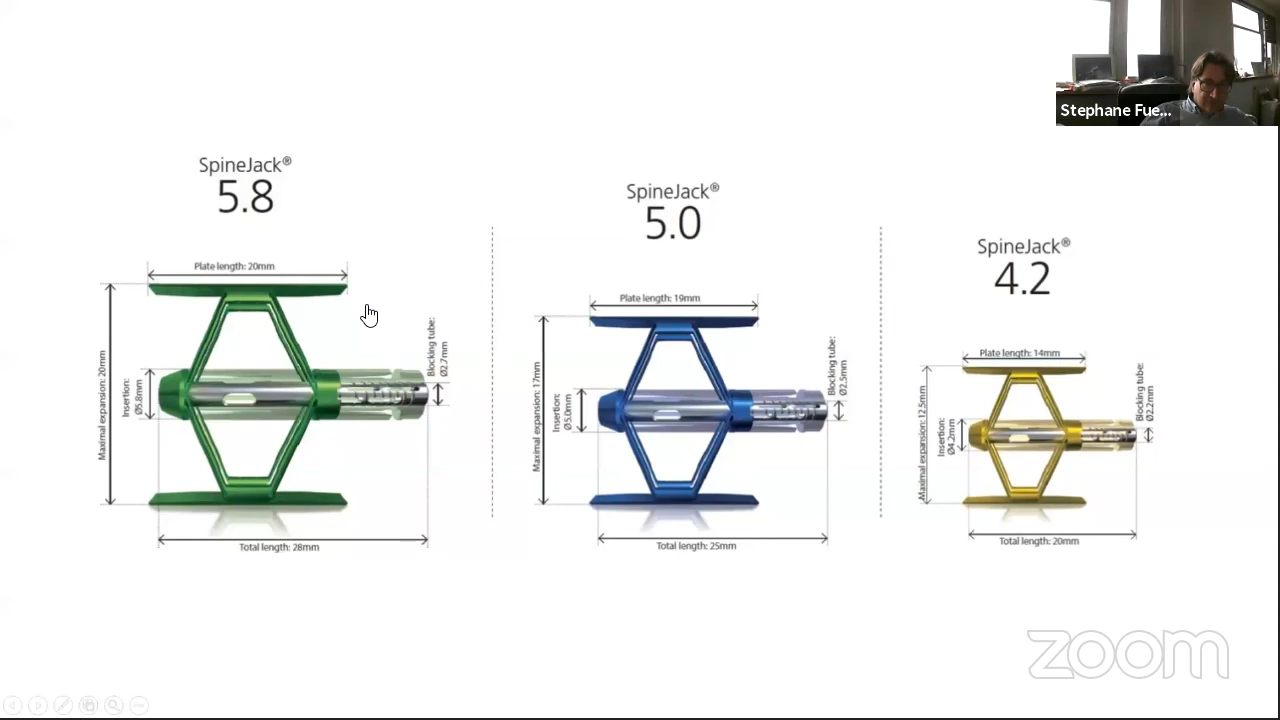 Stephane Fue...
SpineJack®
5.8
Plate length: 20mm
Maximal expansion: 20mm
Insertion:
Ø5.8mm
Blocking tube:
Ø2.7mm
Total length: 28mm
SpineJack®
5.0
Plate length: 19mm
Maximal expansion: 17mm
Insertion:
Ø5.0mm
Blocking tube:
Ø2.5mm
Total length: 25mm
SpineJack®
4.2
Plate length: 14mm
Maximal expansion: 12.5mm
Insertion:
Ø4.2mm
Blocking tube:
Ø2.2mm
Total length: 20mm
zoom